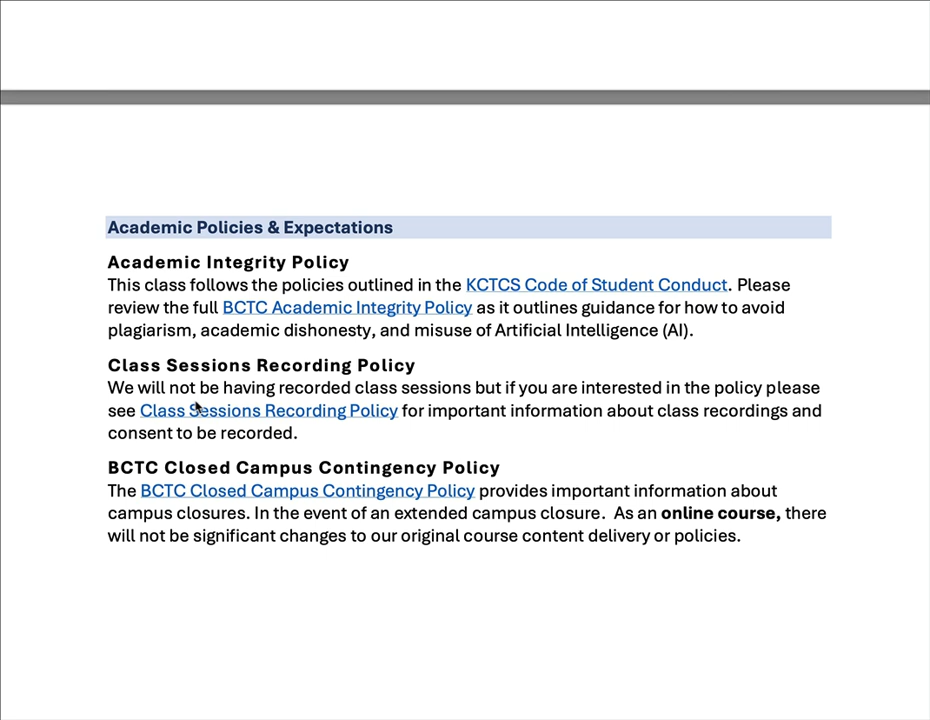 Academic Policies & Expectations
Academic Integrity Policy
This class follows the policies outlined in the KCTCS Code of Student Conduct. Please
review the full BCTC Academic Integrity Policy as it outlines guidance for how to avoid
plagiarism, academic dishonesty, and misuse of Artificial Intelligence (AI).
Class Sessions Recording Policy
We will not be having recorded class sessions but if you are interested in the policy please
see Class Sessions Recording Policy for important information about class recordings and
consent to be recorded.
BCTC Closed Campus Contingency Policy
The BCTC Closed Campus Contingency Policy provides important information about
campus closures. In the event of an extended campus closure.  As an online course, there
will not be significant changes to our original course content delivery or policies.